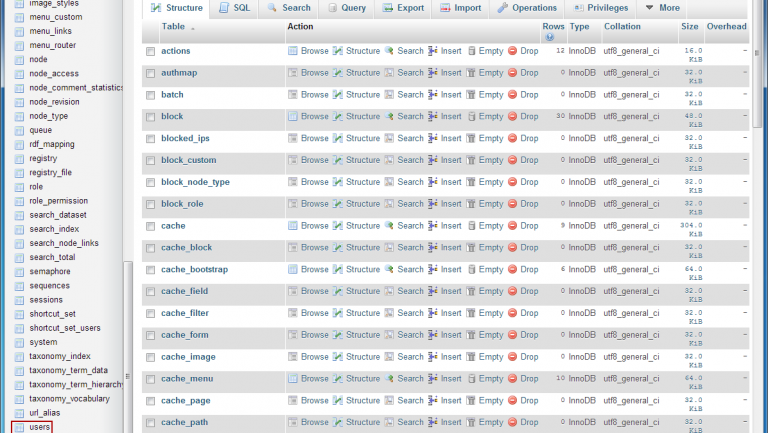 image_styles
menu_custom
menu_links
menu_router
node
node_access
node_comment_statistics
node_revision
node_type
queue
rdf_mapping
registry
registry_file
role
role_permission
search_dataset
search_index
search_node_links
search_total
semaphore
sequences
sessions
shortcut_set
shortcut_set_users
system
taxonomy_index
taxonomy_term_data
taxonomy_term_hierarchy
taxonomy_vocabulary
url_alias
users
Structure SQL Search Query Export Import Operations Privileges More
Table Action Rows Type Collation Size Overhead
actions Browse Structure Search Insert Empty Drop 12 InnoDB utf8_general_ci 16.0 KiB -
authmap Browse Structure Search Insert Empty Drop 0 InnoDB utf8_general_ci 32.0 KiB -
batch Browse Structure Search Insert Empty Drop 0 InnoDB utf8_general_ci 32.0 KiB -
block Browse Structure Search Insert Empty Drop 30 InnoDB utf8_general_ci 48.0 KiB -
blocked_ips Browse Structure Search Insert Empty Drop 0 InnoDB utf8_general_ci 32.0 KiB -
block_custom Browse Structure Search Insert Empty Drop 0 InnoDB utf8_general_ci 32.0 KiB -
block_node_type Browse Structure Search Insert Empty Drop 0 InnoDB utf8_general_ci 32.0 KiB -
block_role Browse Structure Search Insert Empty Drop 0 InnoDB utf8_general_ci 32.0 KiB -
cache Browse Structure Search Insert Empty Drop 9 InnoDB utf8_general_ci 304.0 KiB -
cache_block Browse Structure Search Insert Empty Drop 0 InnoDB utf8_general_ci 32.0 KiB -
cache_bootstrap Browse Structure Search Insert Empty Drop 6 InnoDB utf8_general_ci 64.0 KiB -
cache_field Browse Structure Search Insert Empty Drop 0 InnoDB utf8_general_ci 32.0 KiB -
cache_filter Browse Structure Search Insert Empty Drop 0 InnoDB utf8_general_ci 32.0 KiB -
cache_form Browse Structure Search Insert Empty Drop 0 InnoDB utf8_general_ci 32.0 KiB -
cache_image Browse Structure Search Insert Empty Drop 0 InnoDB utf8_general_ci 32.0 KiB -
cache_menu Browse Structure Search Insert Empty Drop 10 InnoDB utf8_general_ci 64.0 KiB -
cache_page Browse Structure Search Insert Empty Drop 0 InnoDB utf8_general_ci 32.0 KiB -
cache_path Browse Structure Search Insert Empty Drop 0 InnoDB utf8_general_ci 32.0 KiB -